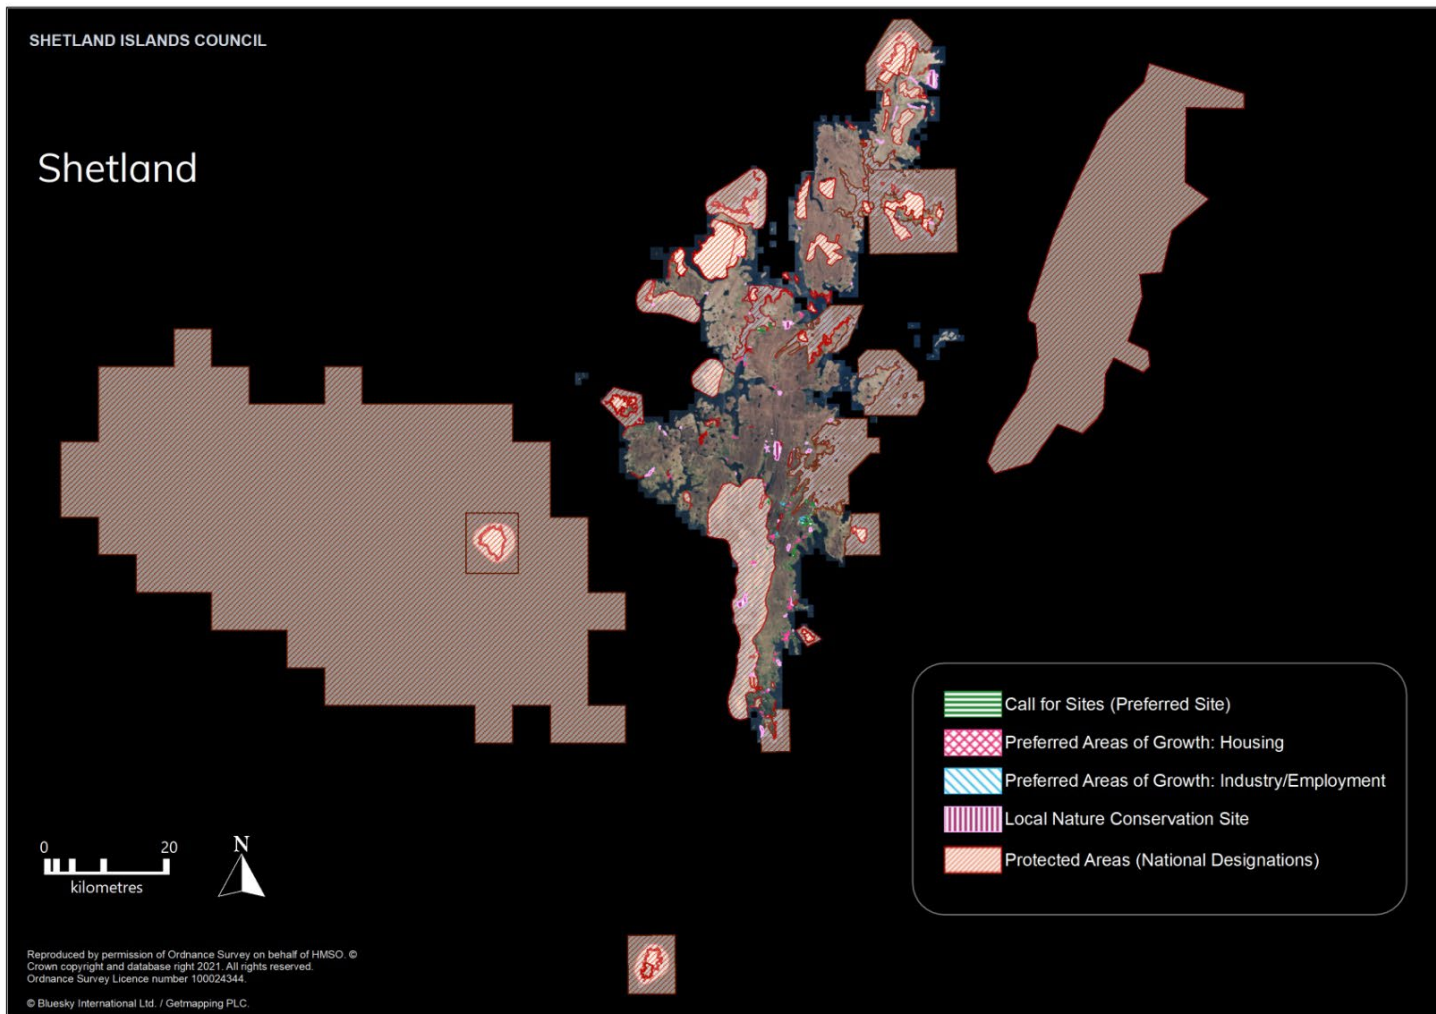 SHETLAND ISLANDS COUNCIL
Shetland
Call for Sites (Preferred Site)
Preferred Areas of Growth: Housing
Preferred Areas of Growth: Industry/Employment
Local Nature Conservation Site
Protected Areas (National Designations)
0 20
kilometres
N
Reproduced by permission of Ordnance Survey on behalf of HMSO. ©
Crown copyright and database right 2021. All rights reserved.
Ordnance Survey Licence number 100024344.
© Bluesky International Ltd. / Getmapping PLC.